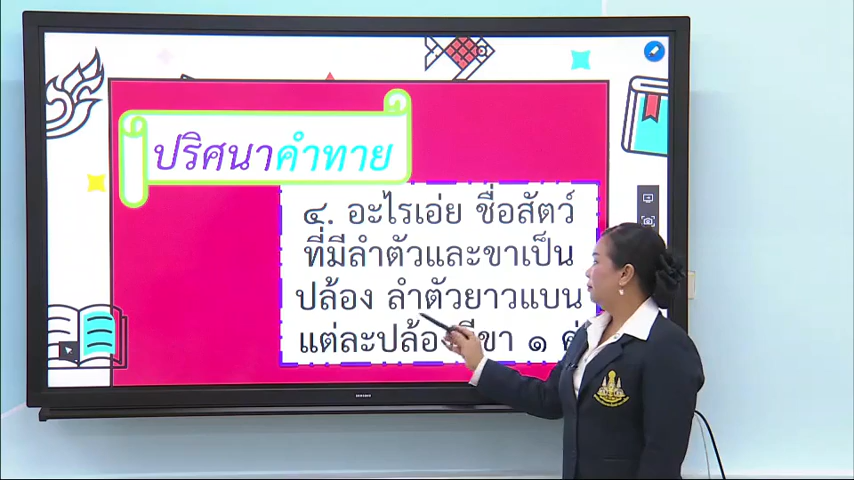 ปริศนาคำทาย
๔. อะไรเอ่ย ชื่อสัตว์
ที่มีลำตัวและขาเป็น
ปล้อง ลำตัวยาวแบน
แต่ละปล้อง ขา ๑
SAMSUNG